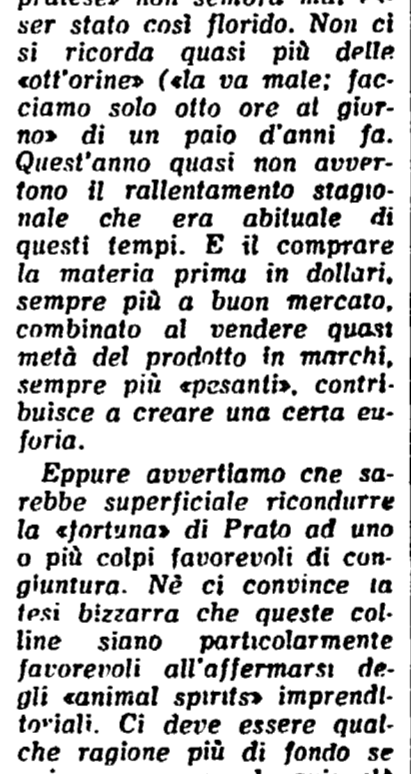 ser stato così florido. Non ci
si ricorda quasi più delle
«ott'orine» («la va male; fac-
ciamo solo otto ore al gior-
no» di un paio d'anni fa.
Quest'anno quasi non avver-
tono il rallentamento stagio-
nale che era abituale di
questi tempi. E il comprare
la materia prima in dollari,
sempre più a buon mercato,
combinato al vendere quasi
metà del prodotto in marchi,
sempre più «pesanti», contri-
buisce a creare una certa eu-
foria.
Eppure avvertiamo che sa-
rebbe superficiale ricondurre
la «fortuna» di Prato ad uno
o più colpi favorevoli di con-
giuntura. Nè ci convince la
tesi bizzarra che queste col-
line siano particolarmente
favorevoli all'affermarsi de-
gli «animal spirits» imprendi-
toriali. Ci deve essere qual-
che ragione più di fondo se